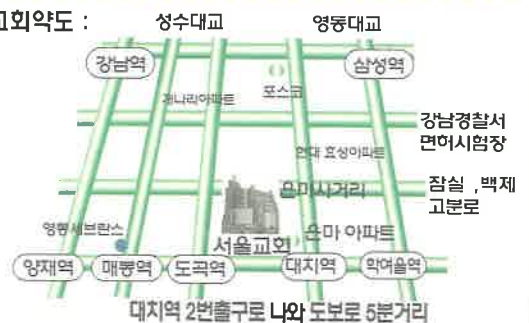 교회약도 :
성수대교 영동대교
강남역 삼성역
개나리아파트 포스코
강남경찰서
면허시험장
현대 효성아파트
은마사거리
잠실 ,백제
고분로
영동세브란스
서울교회 은마 아파트
양재역 매봉역 도곡역 대치역 학여울역
대치역 2번출구로 나와 도보로 5분거리